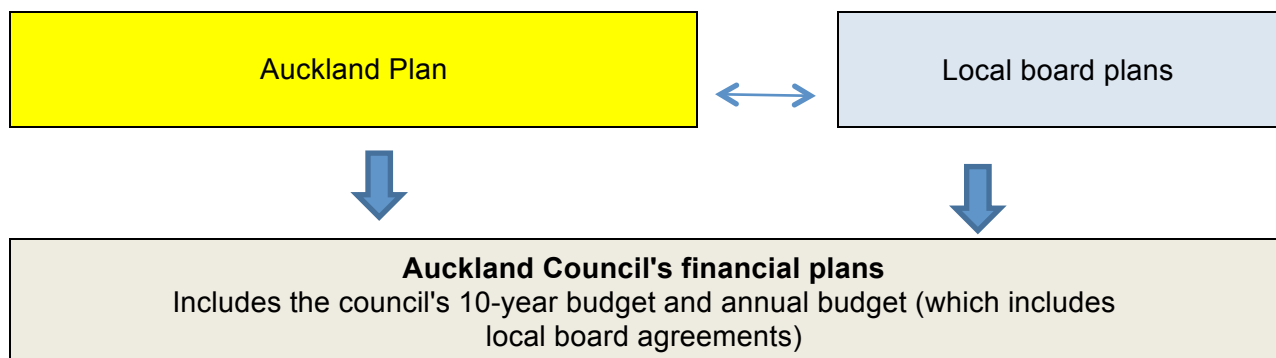 Auckland Plan
Local board plans
Auckland Council's financial plans
Includes the council's 10-year budget and annual budget (which includes
local board agreements)